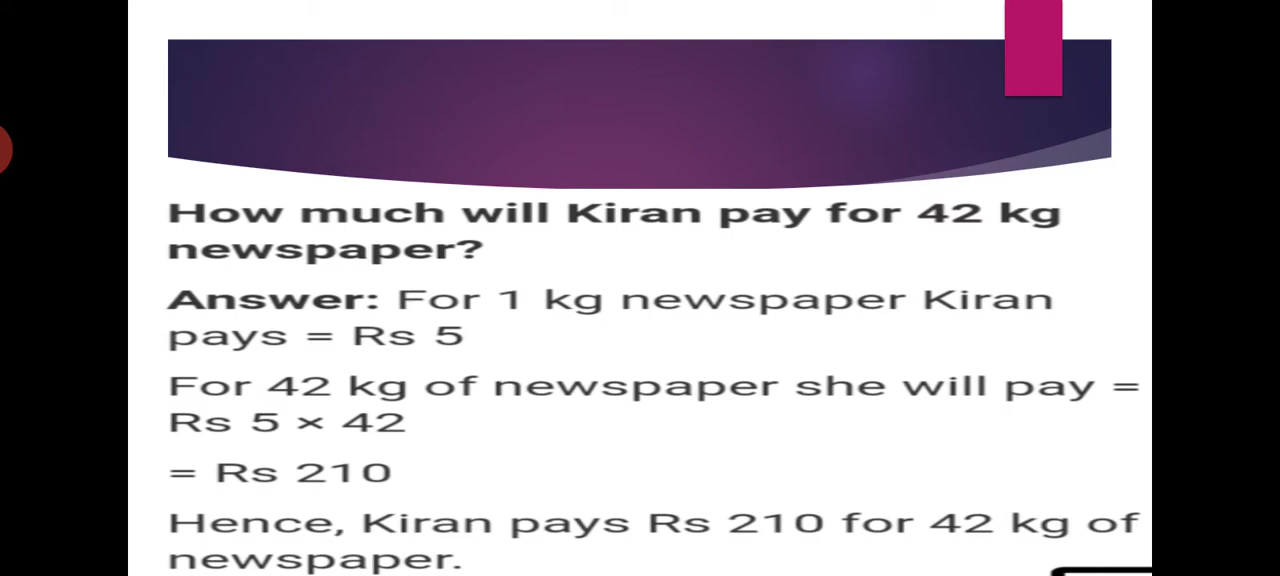 How much will Kiran pay for 42 kg
newspaper?
Answer: For 1 kg newspaper Kiran
pays = Rs 5
For 42 kg of newspaper she will pay =
Rs 5 × 42
= Rs 210
Hence, Kiran pays Rs 210 for 42 kg of
newspaper.